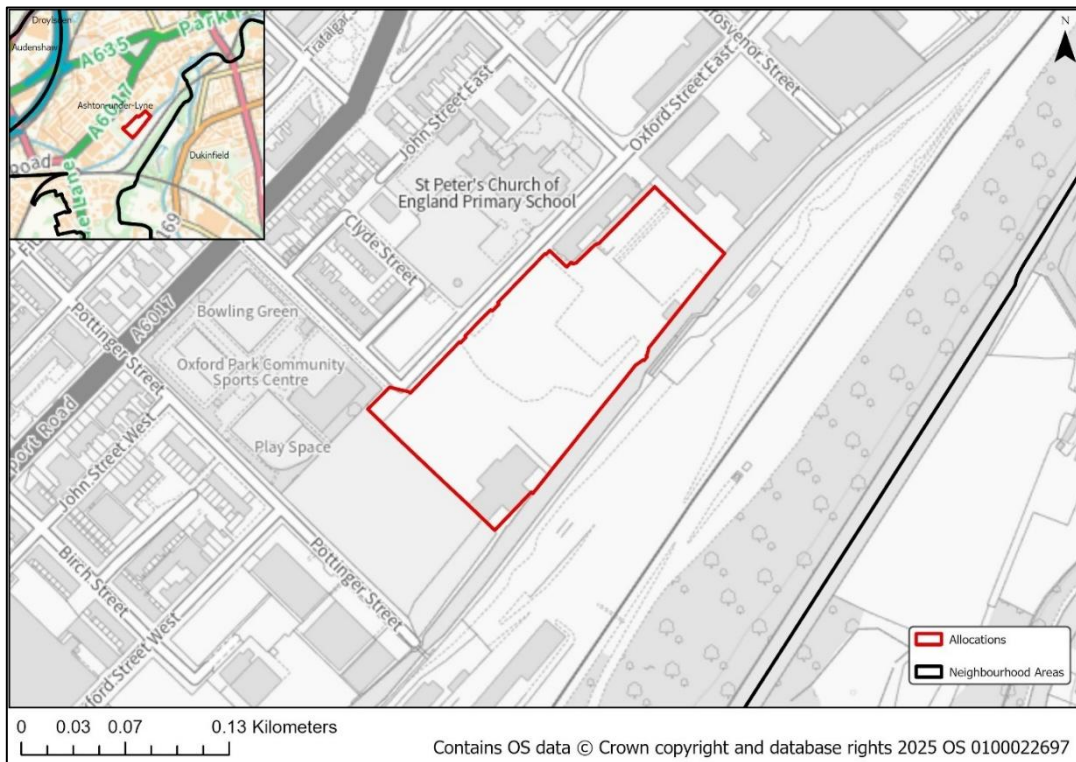 Droylsden
Audenshaw
A635
Park
A6017
Ashton-under-Lyne
Dukinfield
Road
A69
N
Trafalgar S
Grosvenor Street
John Street East
Oxford Street East
St Peter's Church of
England Primary School
Clyde Street
A6017
Pottinger Street
Bowling Green
Oxford Park Community
Sports Centre
Play Space
Port Road
John Street West
Birch Street
Pottinger Street
xford Street West
Allocations
Neighbourhood Areas
0 0.03 0.07 0.13 Kilometers
Contains OS data © Crown copyright and database rights 2025 OS 0100022697